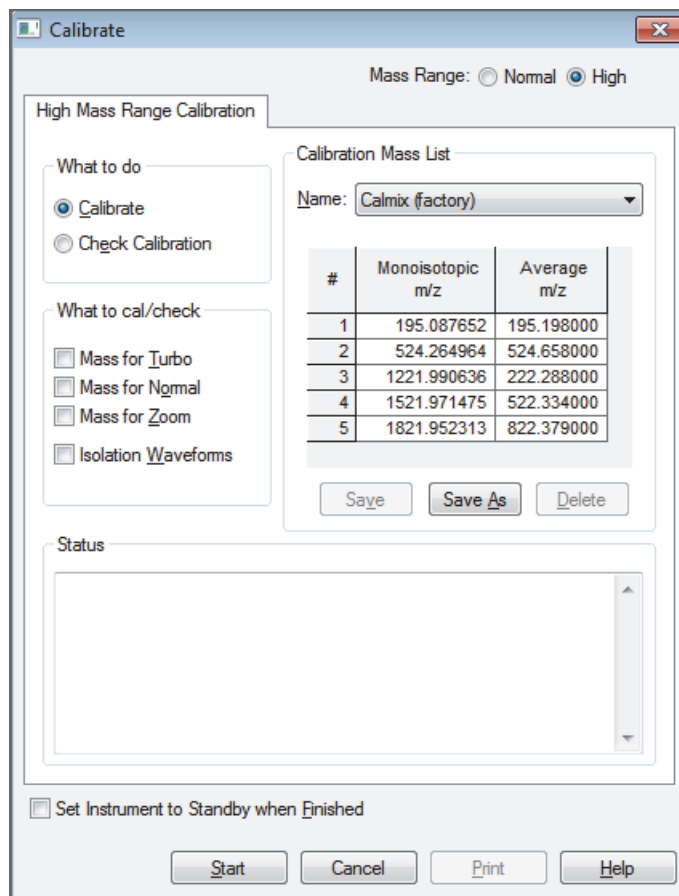 Calibrate
Mass Range: Normal High
High Mass Range Calibration
What to do
Calibrate
Check Calibration
What to cal/check
Mass for Turbo
Mass for Normal
Mass for Zoom
Isolation Waveforms
Calibration Mass List
Name: Calmix (factory)
# Monoisotopic m/z Average m/z
1 195.087652 195.198000
2 524.264964 524.658000
3 1221.990636 222.288000
4 1521.971475 522.334000
5 1821.952313 822.379000
Save Save As Delete
Status
Set Instrument to Standby when Finished
Start Cancel Print Help